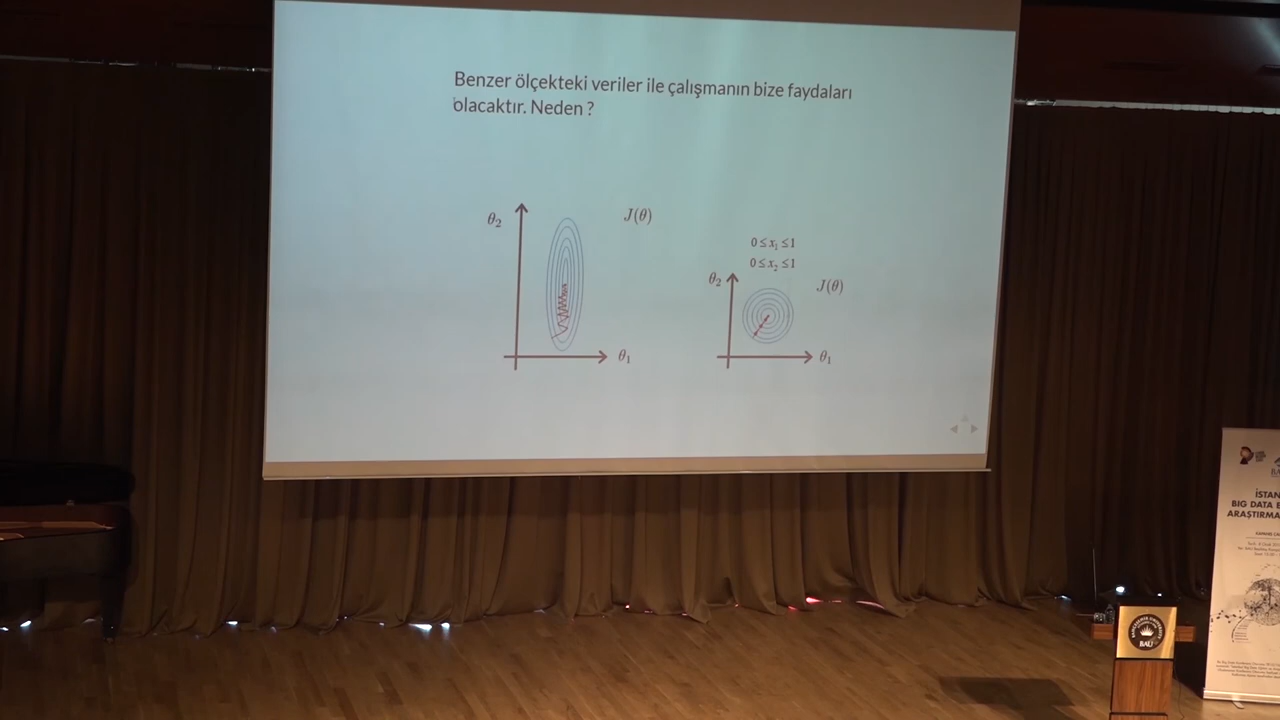 Benzer ölçekteki veriler ile çalışmanın bize faydaları
olacaktır. Neden ?
θ₂
J(θ)
θ₁
0 ≤ x₁ ≤ 1
0 ≤ x₂ ≤ 1
θ₂
J(θ)
θ₁
İSTAN
BIG DATA E
ARAŞTIRMA
BAU